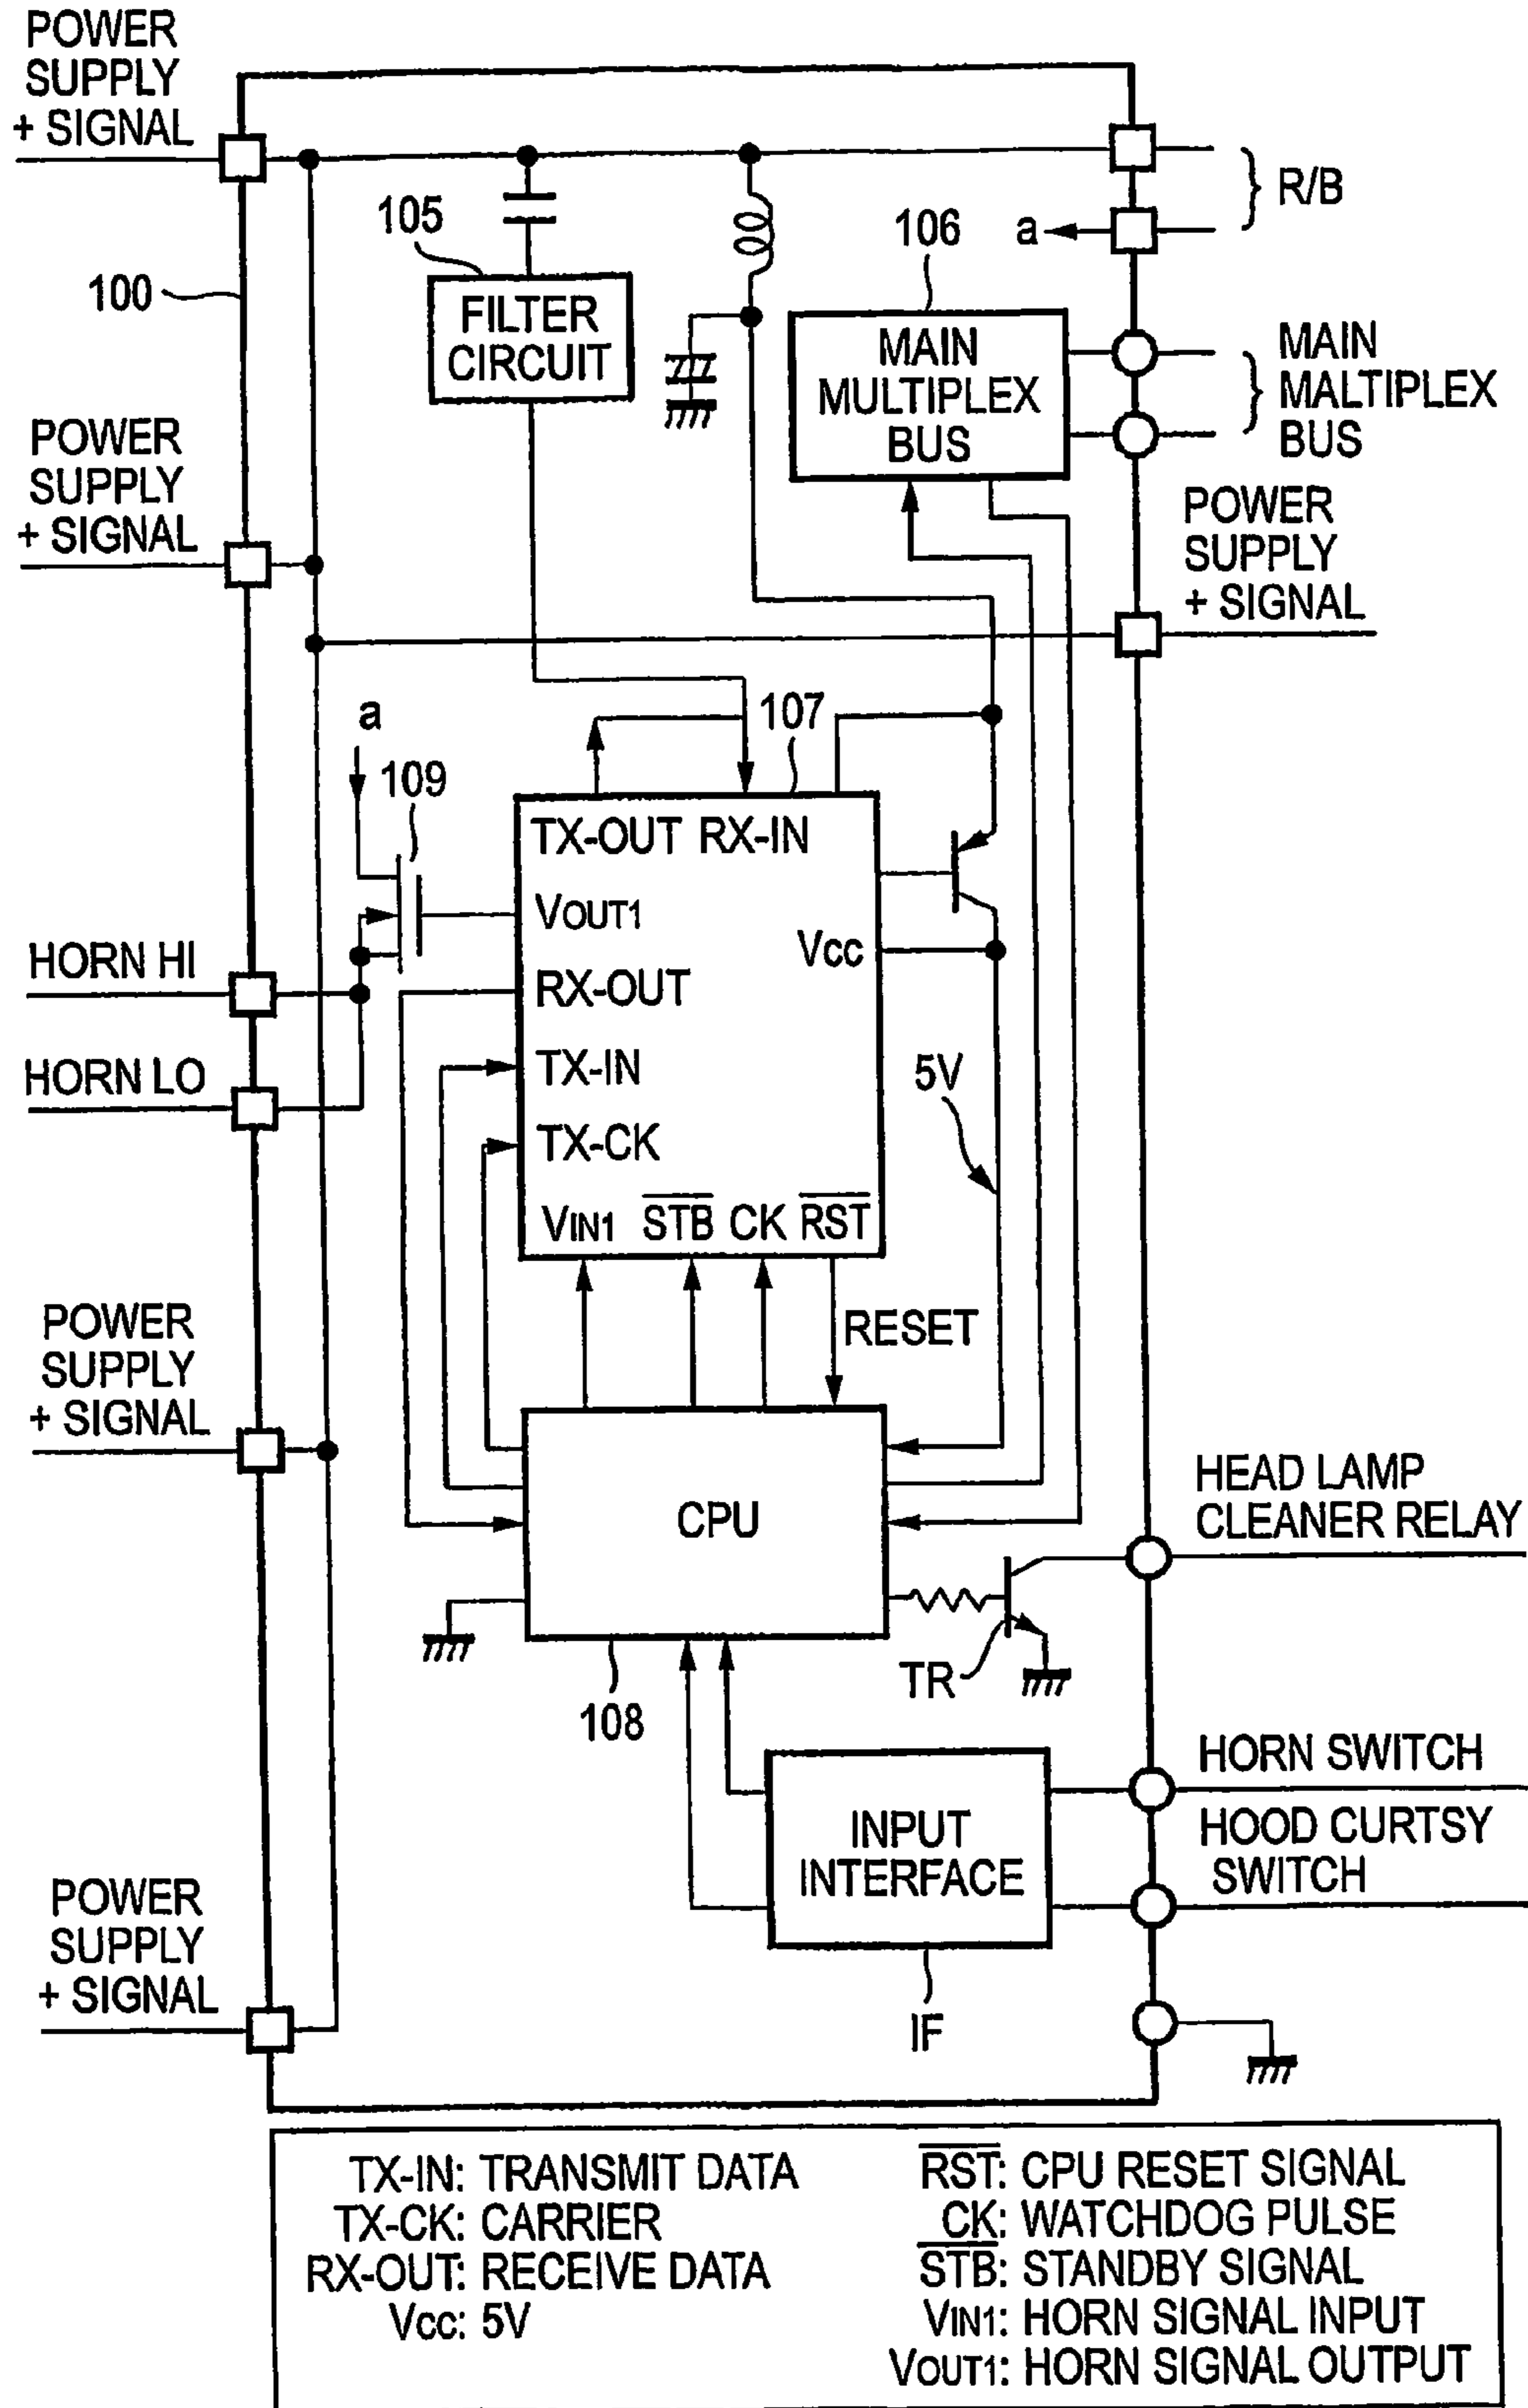 POWER
SUPPLY
+ SIGNAL
R/B
a
105
106
100
FILTER
CIRCUIT
MAIN
MULTIPLEX
BUS
MAIN
MALTIPLEX
BUS
POWER
SUPPLY
+ SIGNAL
POWER
SUPPLY
+ SIGNAL
a
109
107
TX-OUT RX-IN
VOUT1
Vcc
RX-OUT
TX-IN
TX-CK
VIN1 S̅T̅B̅ CK R̅S̅T̅
HORN HI
HORN LO
5V
RESET
POWER
SUPPLY
+ SIGNAL
CPU
108
HEAD LAMP
CLEANER RELAY
TR
HORN SWITCH
HOOD CURTSY
SWITCH
INPUT
INTERFACE
IF
POWER
SUPPLY
+ SIGNAL
TX-IN: TRANSMIT DATA
TX-CK: CARRIER
RX-OUT: RECEIVE DATA
Vcc: 5V
R̅S̅T̅: CPU RESET SIGNAL
CK: WATCHDOG PULSE
S̅T̅B̅: STANDBY SIGNAL
VIN1: HORN SIGNAL INPUT
VOUT1: HORN SIGNAL OUTPUT